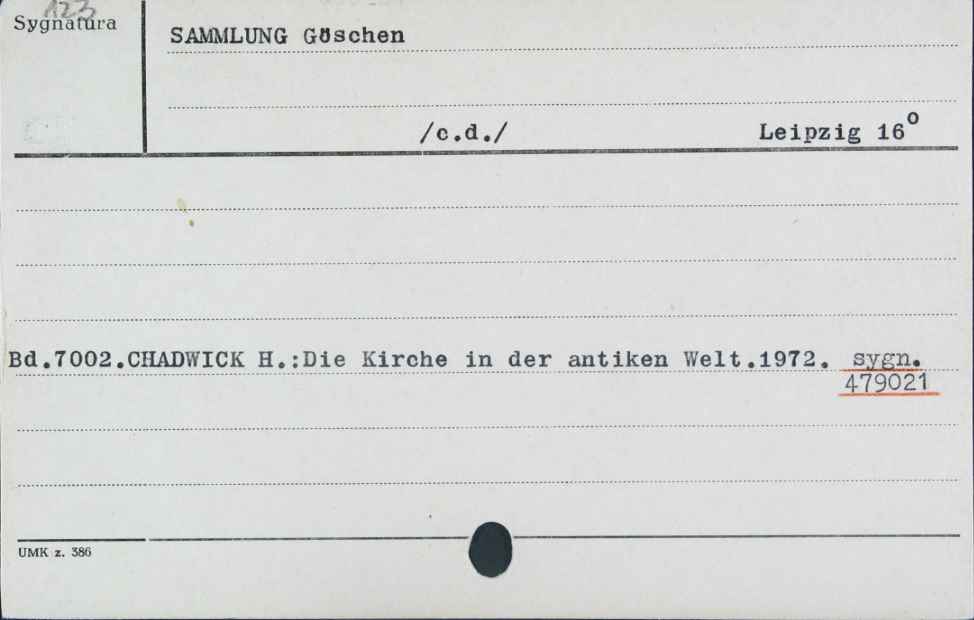 123
Sygnatura
SAMMLUNG Göschen
/c.d./ Leipzig 16°
Bd.7002.CHADWICK H.:Die Kirche in der antiken Welt.1972. sygn.
479021
UMK z. 386